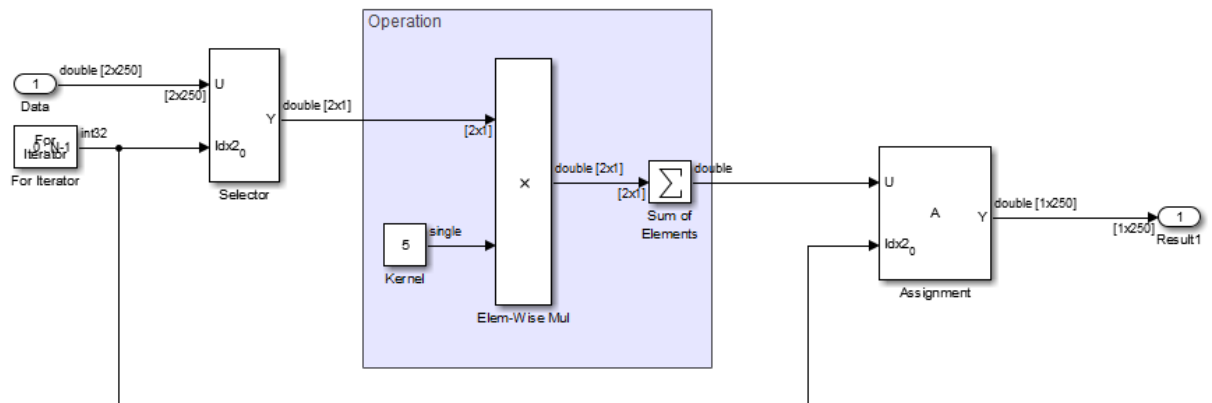 Operation
double [2x250]
1
U
[2x250]
Data
Y
double [2x1]
[2x1]
For
Iterator
0 : N-1
int32
Idx2 0
For Iterator
Selector
×
double [2x1]
[2x1]
∑
double
Sum of
Elements
5
single
Kernel
Elem-Wise Mul
U
A
Y
double [1x250]
[1x250]
1
Result1
Idx2 0
Assignment